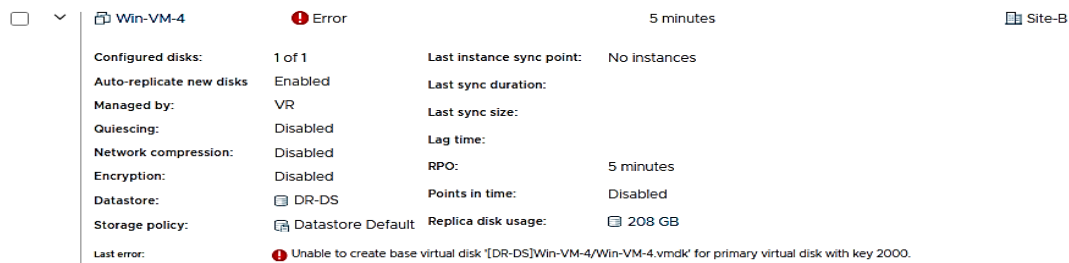 Win-VM-4 Error 5 minutes Site-B
Configured disks: 1 of 1 Last instance sync point: No instances
Auto-replicate new disks Enabled Last sync duration:
Managed by: VR Last sync size:
Quiescing: Disabled Lag time:
Network compression: Disabled RPO: 5 minutes
Encryption: Disabled Points in time: Disabled
Datastore: DR-DS Replica disk usage: 208 GB
Storage policy: Datastore Default
Last error: Unable to create base virtual disk '[DR-DS]Win-VM-4/Win-VM-4.vmdk' for primary virtual disk with key 2000.